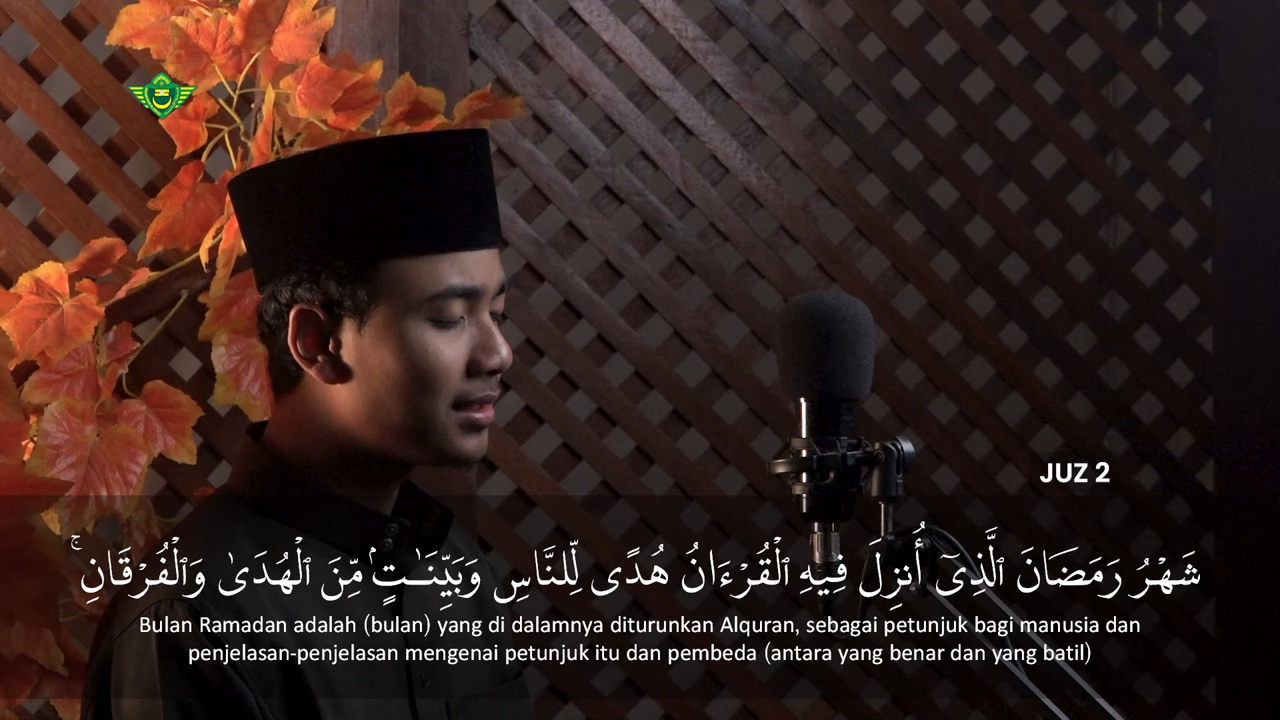 JUZ 2
شَهْرُ رَمَضَانَ ٱلَّذِىٓ أُنزِلَ فِيهِ ٱلْقُرْءَانُ هُدًى لِّلنَّاسِ وَبَيِّنَـٰتٍۢ مِّنَ ٱلْهُدَىٰ وَٱلْفُرْقَانِ ۚ
Bulan Ramadan adalah (bulan) yang di dalamnya diturunkan Alquran, sebagai petunjuk bagi manusia dan
penjelasan-penjelasan mengenai petunjuk itu dan pembeda (antara yang benar dan yang batil)